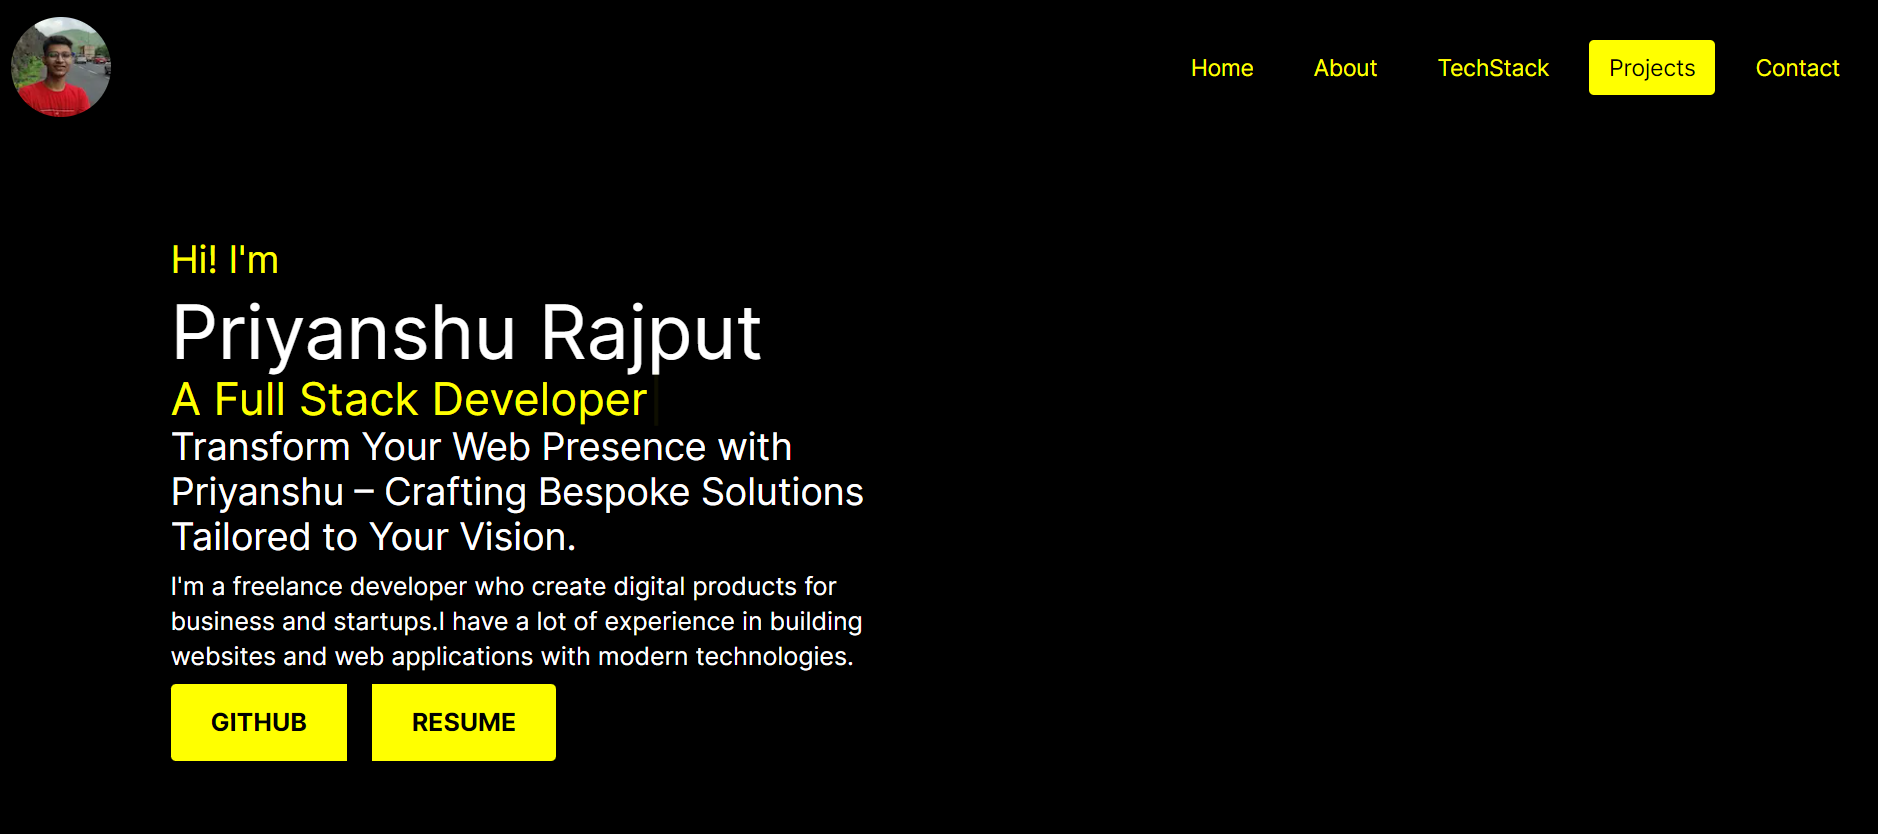 Home About TechStack Projects Contact
Hi! I'm
Priyanshu Rajput
A Full Stack Developer
Transform Your Web Presence with
Priyanshu – Crafting Bespoke Solutions
Tailored to Your Vision.
I'm a freelance developer who create digital products for
business and startups.I have a lot of experience in building
websites and web applications with modern technologies.
GITHUB RESUME